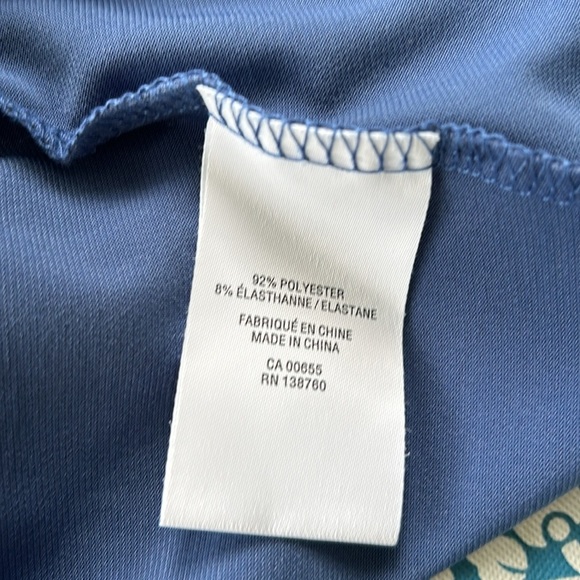 92% POLYESTER
8% ÉLASTHANNE / ELASTANE
FABRIQUÉ EN CHINE
MADE IN CHINA
CA 00655
RN 138760